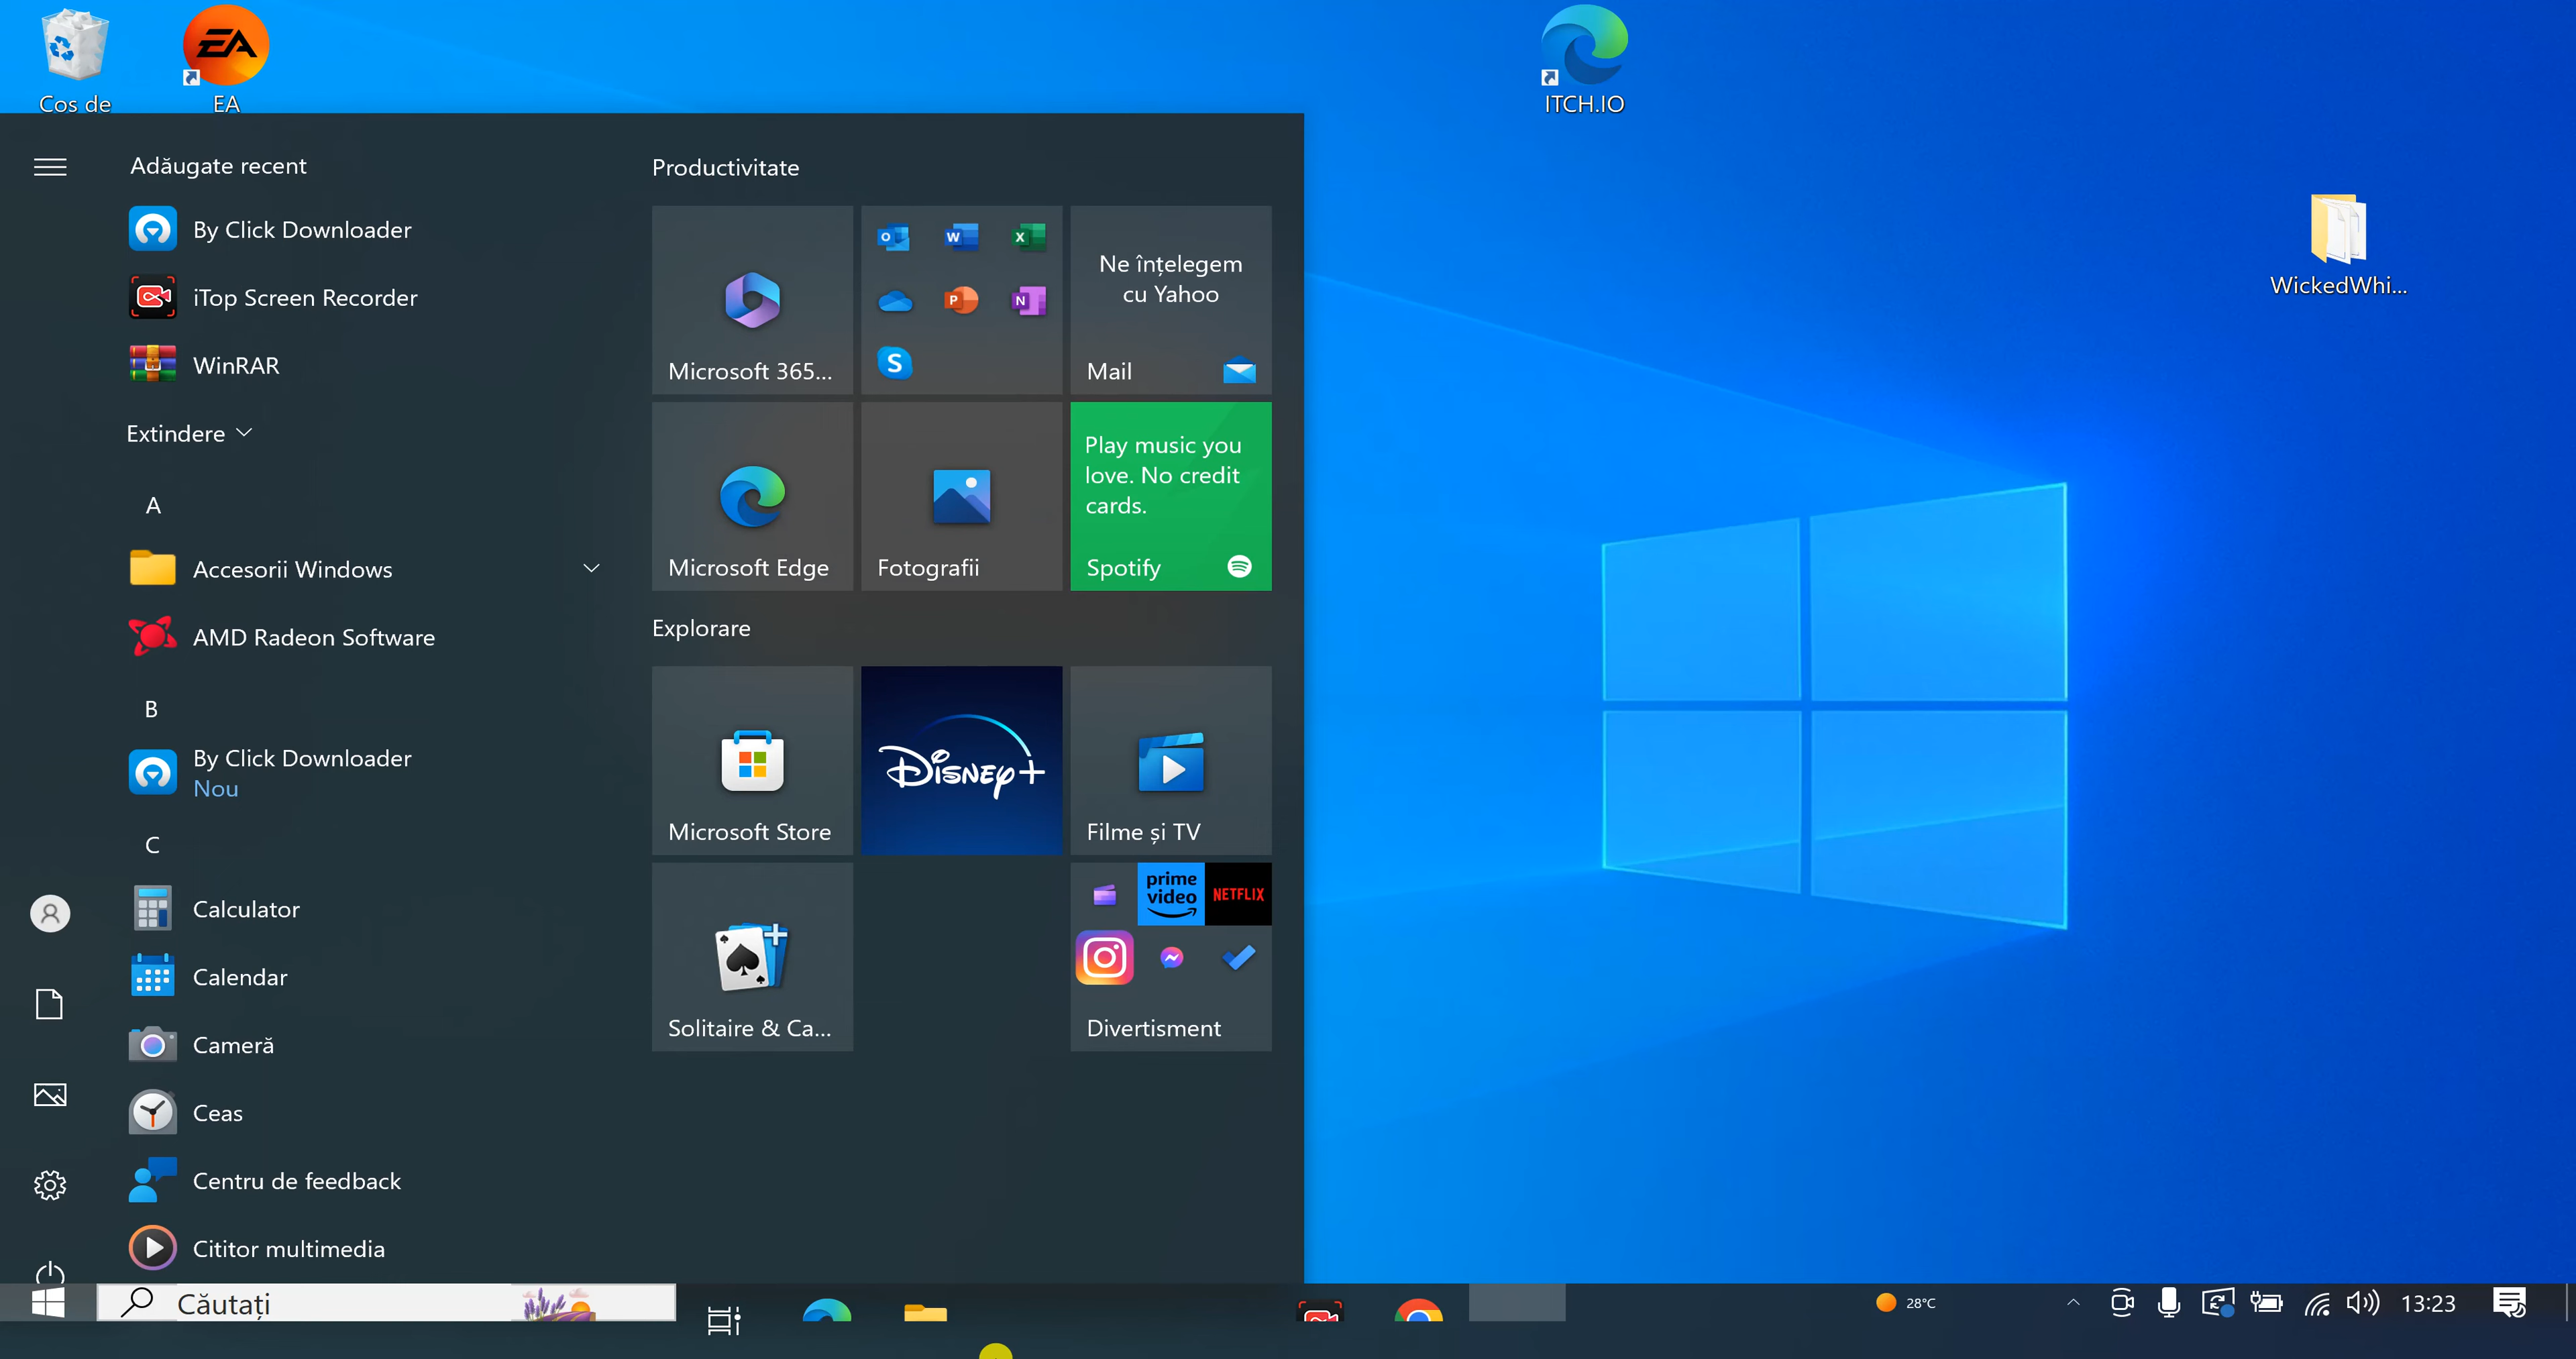 Cos de
EA
EA
ITCH.IO
WickedWhi...
Adăugate recent
By Click Downloader
iTop Screen Recorder
WinRAR
Extindere
A
Accesorii Windows
AMD Radeon Software
B
By Click Downloader
Nou
C
Calculator
Calendar
Cameră
Ceas
Centru de feedback
Cititor multimedia
Productivitate
Microsoft 365...
O
W
X
P
N
S
Ne înțelegem
cu Yahoo
Mail
Microsoft Edge
Fotografii
Play music you
love. No credit
cards.
Spotify
Explorare
Microsoft Store
Disney+
Filme și TV
Solitaire & Ca...
prime
video
NETFLIX
Divertisment
Căutați
28°C
13:23